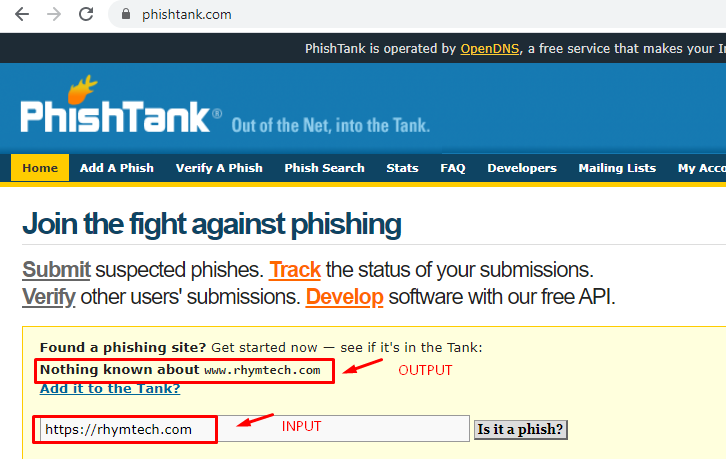 phishtank.com
PhishTank is operated by OpenDNS, a free service that makes your In
PhishTank® Out of the Net, into the Tank.
Home Add A Phish Verify A Phish Phish Search Stats FAQ Developers Mailing Lists My Acco
Join the fight against phishing
Submit suspected phishes. Track the status of your submissions.
Verify other users' submissions. Develop software with our free API.
Found a phishing site? Get started now — see if it's in the Tank:
Nothing known about www.rhymtech.com OUTPUT
Add it to the Tank?
https://rhymtech.com INPUT Is it a phish?